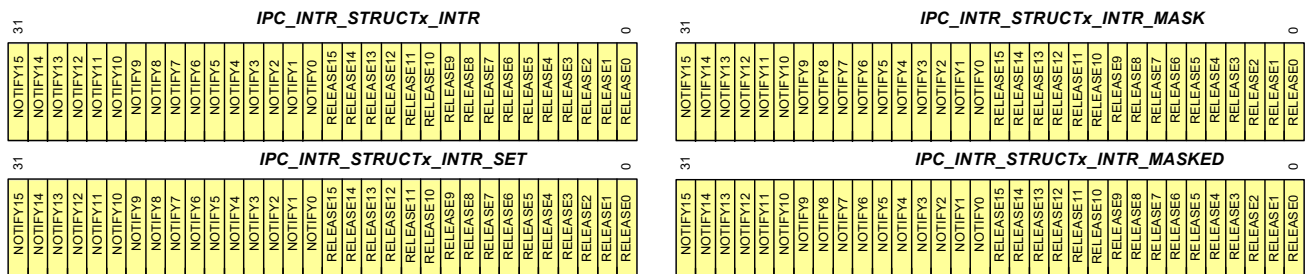 IPC_INTR_STRUCTx_INTR
31 0
NOTIFY15 NOTIFY14 NOTIFY13 NOTIFY12 NOTIFY11 NOTIFY10 NOTIFY9 NOTIFY8 NOTIFY7 NOTIFY6 NOTIFY5 NOTIFY4 NOTIFY3 NOTIFY2 NOTIFY1 NOTIFY0 RELEASE15 RELEASE14 RELEASE13 RELEASE12 RELEASE11 RELEASE10 RELEASE9 RELEASE8 RELEASE7 RELEASE6 RELEASE5 RELEASE4 RELEASE3 RELEASE2 RELEASE1 RELEASE0
IPC_INTR_STRUCTx_INTR_MASK
31 0
NOTIFY15 NOTIFY14 NOTIFY13 NOTIFY12 NOTIFY11 NOTIFY10 NOTIFY9 NOTIFY8 NOTIFY7 NOTIFY6 NOTIFY5 NOTIFY4 NOTIFY3 NOTIFY2 NOTIFY1 NOTIFY0 RELEASE15 RELEASE14 RELEASE13 RELEASE12 RELEASE11 RELEASE10 RELEASE9 RELEASE8 RELEASE7 RELEASE6 RELEASE5 RELEASE4 RELEASE3 RELEASE2 RELEASE1 RELEASE0
IPC_INTR_STRUCTx_INTR_SET
31 0
NOTIFY15 NOTIFY14 NOTIFY13 NOTIFY12 NOTIFY11 NOTIFY10 NOTIFY9 NOTIFY8 NOTIFY7 NOTIFY6 NOTIFY5 NOTIFY4 NOTIFY3 NOTIFY2 NOTIFY1 NOTIFY0 RELEASE15 RELEASE14 RELEASE13 RELEASE12 RELEASE11 RELEASE10 RELEASE9 RELEASE8 RELEASE7 RELEASE6 RELEASE5 RELEASE4 RELEASE3 RELEASE2 RELEASE1 RELEASE0
IPC_INTR_STRUCTx_INTR_MASKED
31 0
NOTIFY15 NOTIFY14 NOTIFY13 NOTIFY12 NOTIFY11 NOTIFY10 NOTIFY9 NOTIFY8 NOTIFY7 NOTIFY6 NOTIFY5 NOTIFY4 NOTIFY3 NOTIFY2 NOTIFY1 NOTIFY0 RELEASE15 RELEASE14 RELEASE13 RELEASE12 RELEASE11 RELEASE10 RELEASE9 RELEASE8 RELEASE7 RELEASE6 RELEASE5 RELEASE4 RELEASE3 RELEASE2 RELEASE1 RELEASE0